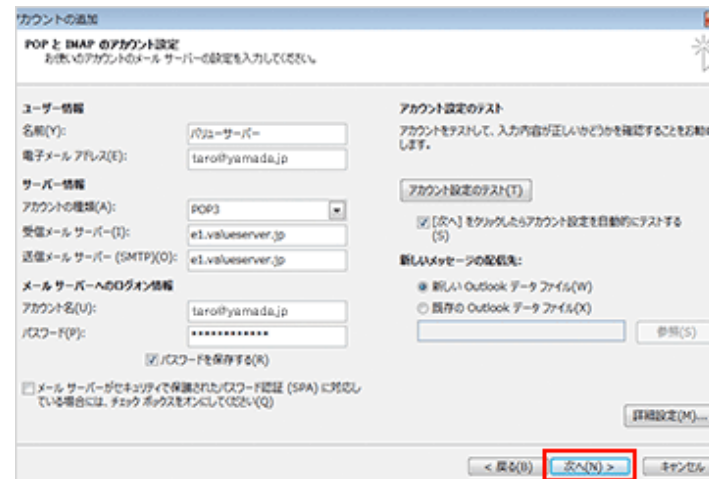 カウントの追加
POP と IMAP のアカウント設定
お使いのアカウントのメール サーバーの設定を入力してください。
ユーザー情報
名前(Y):
バリューサーバー
電子メール アドレス(E):
taro@yamada.jp
サーバー情報
アカウントの種類(A):
POP3
受信メール サーバー(I):
e1.valueserver.jp
送信メール サーバー (SMTP)(O):
e1.valueserver.jp
メール サーバーへのログオン情報
アカウント名(U):
taro@yamada.jp
パスワード(P):
************
パスワードを保存する(R)
メール サーバーがセキュリティで保護されたパスワード認証 (SPA) に対応し
ている場合には、チェック ボックスをオンにしてください(Q)
アカウント設定のテスト
アカウントをテストして、入力内容が正しいかどうかを確認することをお勧め
します。
アカウント設定のテスト(T)
[次へ] をクリックしたらアカウント設定を自動的にテストする
(S)
新しいメッセージの配信先:
新しい Outlook データ ファイル(W)
既存の Outlook データ ファイル(X)
参照(S)
詳細設定(M)...
< 戻る(B)
次へ(N) >
キャンセル